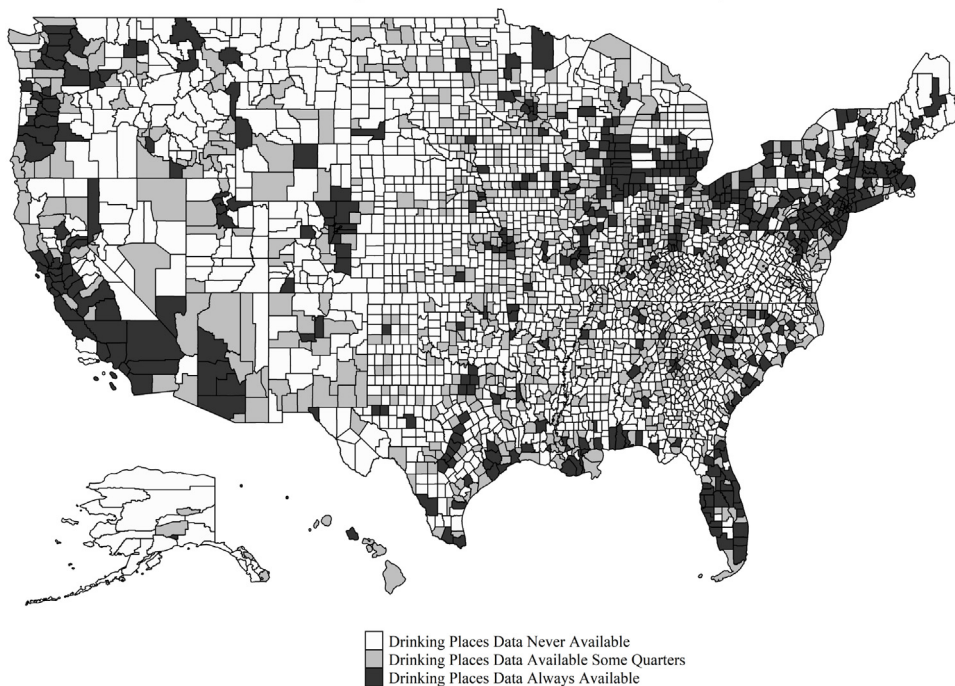 Drinking Places Data Never Available
Drinking Places Data Available Some Quarters
Drinking Places Data Always Available